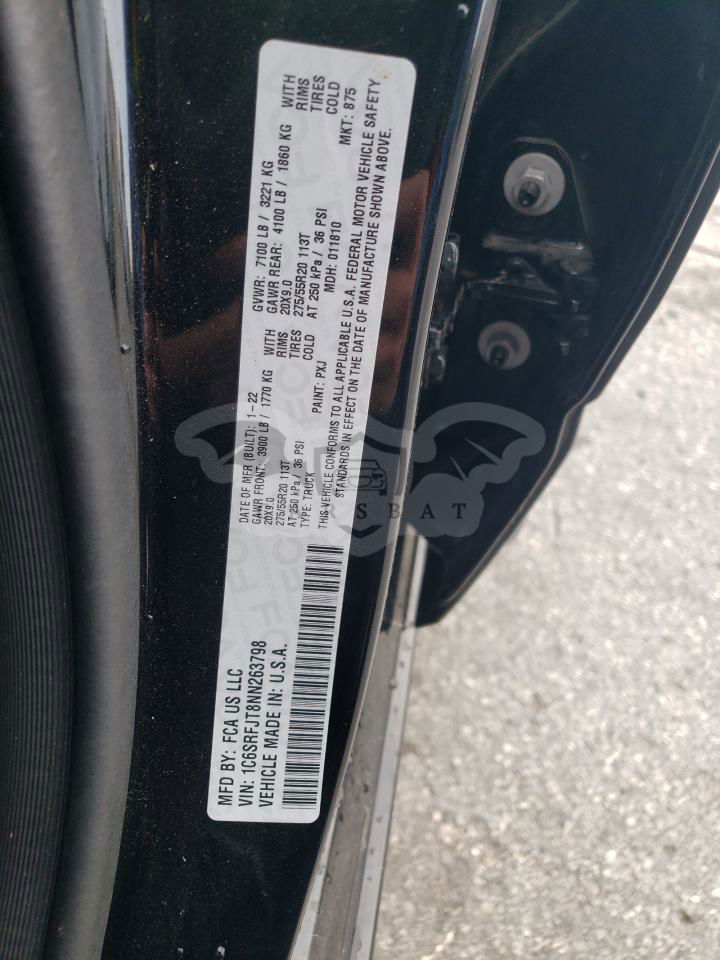 MFD BY: FCA US LLC
DATE OF MFR (BUILT): 1-22
GVWR: 7100 LB / 3221 KG
GAWR FRONT: 3900 LB / 1770 KG WITH
20X9.0 RIMS
275/55R20 113T TIRES
AT 250 kPa / 36 PSI COLD
GAWR REAR: 4100 LB / 1860 KG WITH
20X9.0 RIMS
275/55R20 113T TIRES
AT 250 kPa / 36 PSI COLD
VIN: 1C6SRFJT8NN263798
TYPE: TRUCK
PAINT: PXJ
MDH: 011810
MKT: 875
VEHICLE MADE IN: U.S.A.
THIS VEHICLE CONFORMS TO ALL APPLICABLE U.S.A. FEDERAL MOTOR VEHICLE SAFETY
STANDARDS IN EFFECT ON THE DATE OF MANUFACTURE SHOWN ABOVE.
SBAT